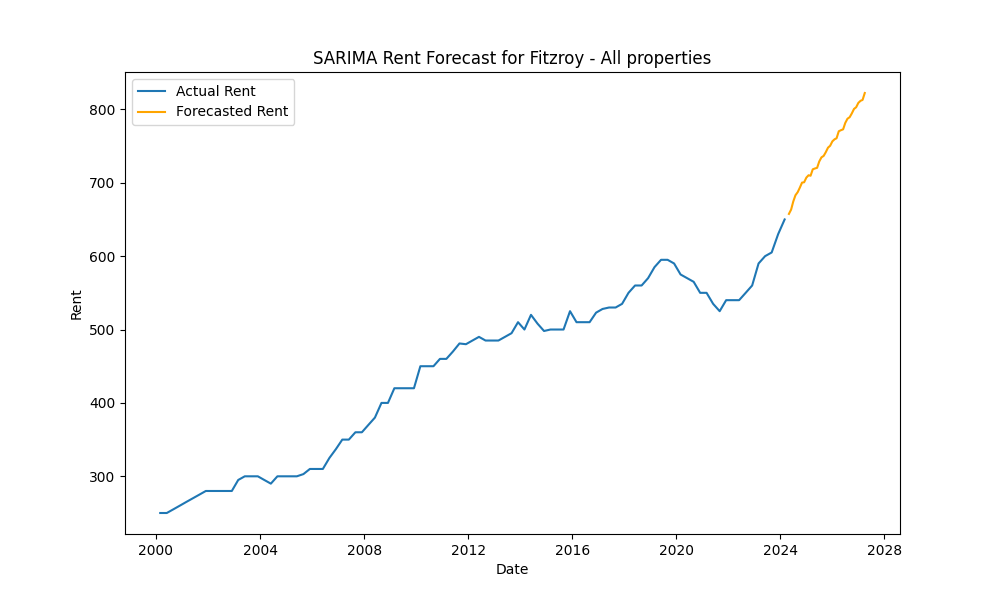 SARIMA Rent Forecast for Fitzroy - All properties
Actual Rent
Forecasted Rent
800
700
600
500
400
300
Rent
2000 2004 2008 2012 2016 2020 2024 2028
Date